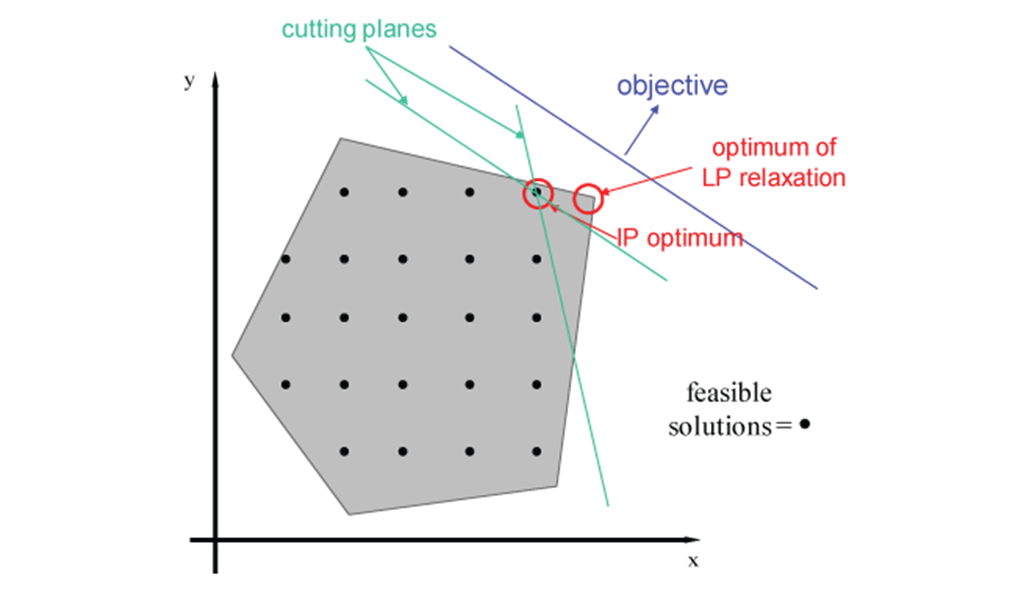 cutting planes
y
objective
optimum of
LP relaxation
IP optimum
feasible
solutions= •
x